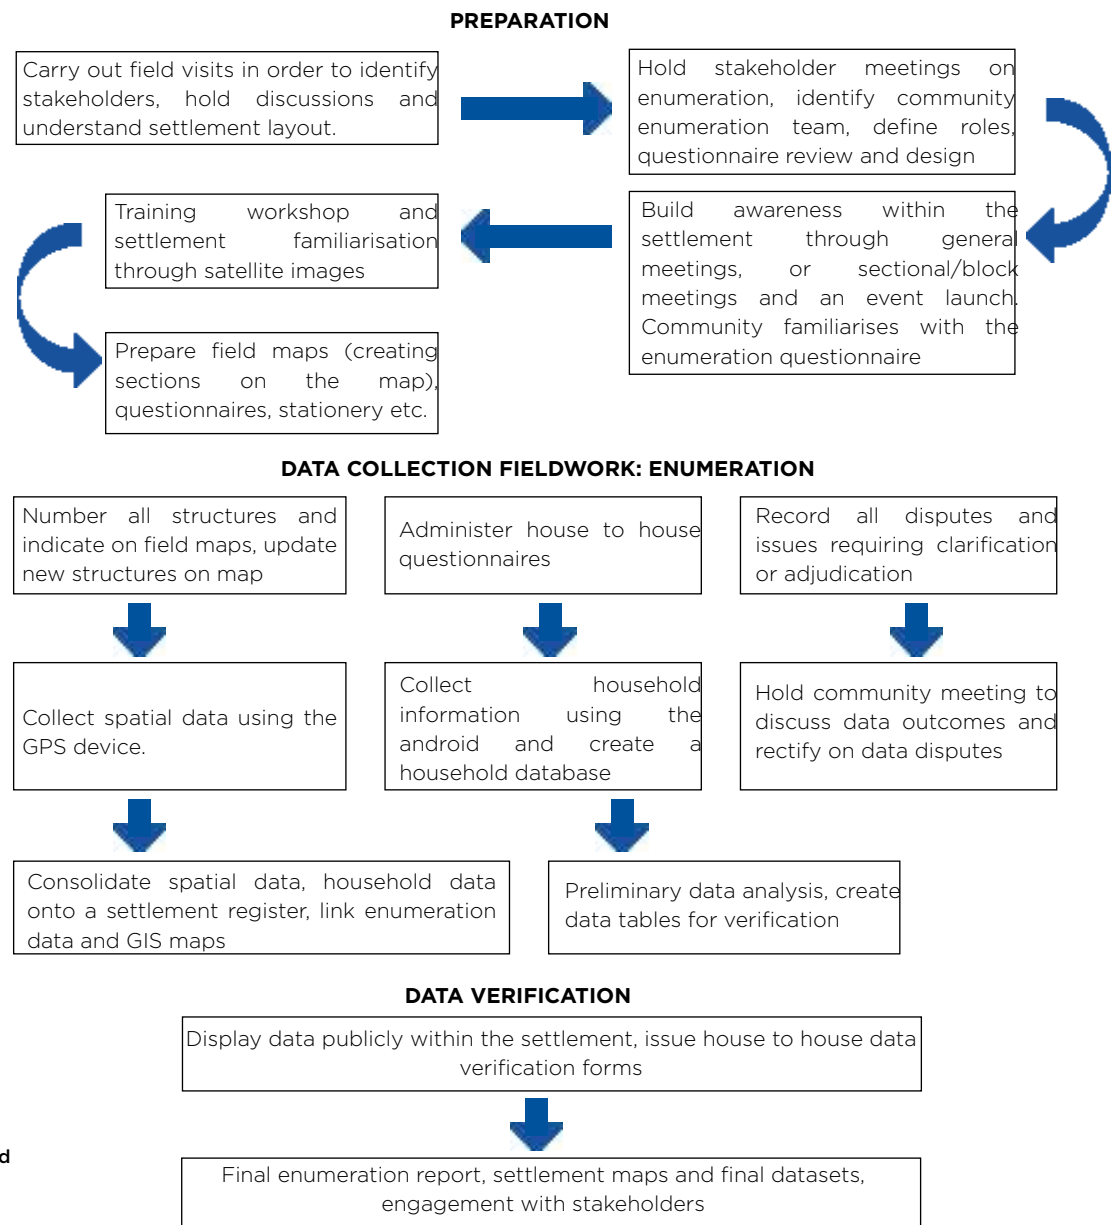 PREPARATION
Carry out field visits in order to identify
stakeholders, hold discussions and
understand settlement layout.
Hold stakeholder meetings on
enumeration, identify community
enumeration team, define roles,
questionnaire review and design
Training workshop and
settlement familiarisation
through satellite images
Build awareness within the
settlement through general
meetings, or sectional/block
meetings and an event launch.
Community familiarises with the
enumeration questionnaire
Prepare field maps (creating
sections on the map),
questionnaires, stationery etc.
DATA COLLECTION FIELDWORK: ENUMERATION
Number all structures and
indicate on field maps, update
new structures on map
Administer house to house
questionnaires
Record all disputes and
issues requiring clarification
or adjudication
Collect spatial data using the
GPS device.
Collect household
information using the
android and create a
household database
Hold community meeting to
discuss data outcomes and
rectify on data disputes
Consolidate spatial data, household data
onto a settlement register, link enumeration
data and GIS maps
Preliminary data analysis, create
data tables for verification
DATA VERIFICATION
Display data publicly within the settlement, issue house to house data
verification forms
d
Final enumeration report, settlement maps and final datasets,
engagement with stakeholders